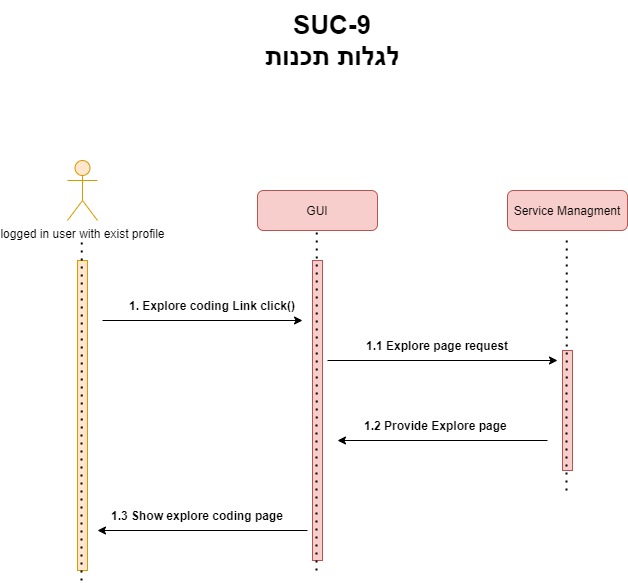 SUC-9
לגלות תכנות
logged in user with exist profile
GUI
Service Managment
1. Explore coding Link click()
1.1 Explore page request
1.2 Provide Explore page
1.3 Show explore coding page